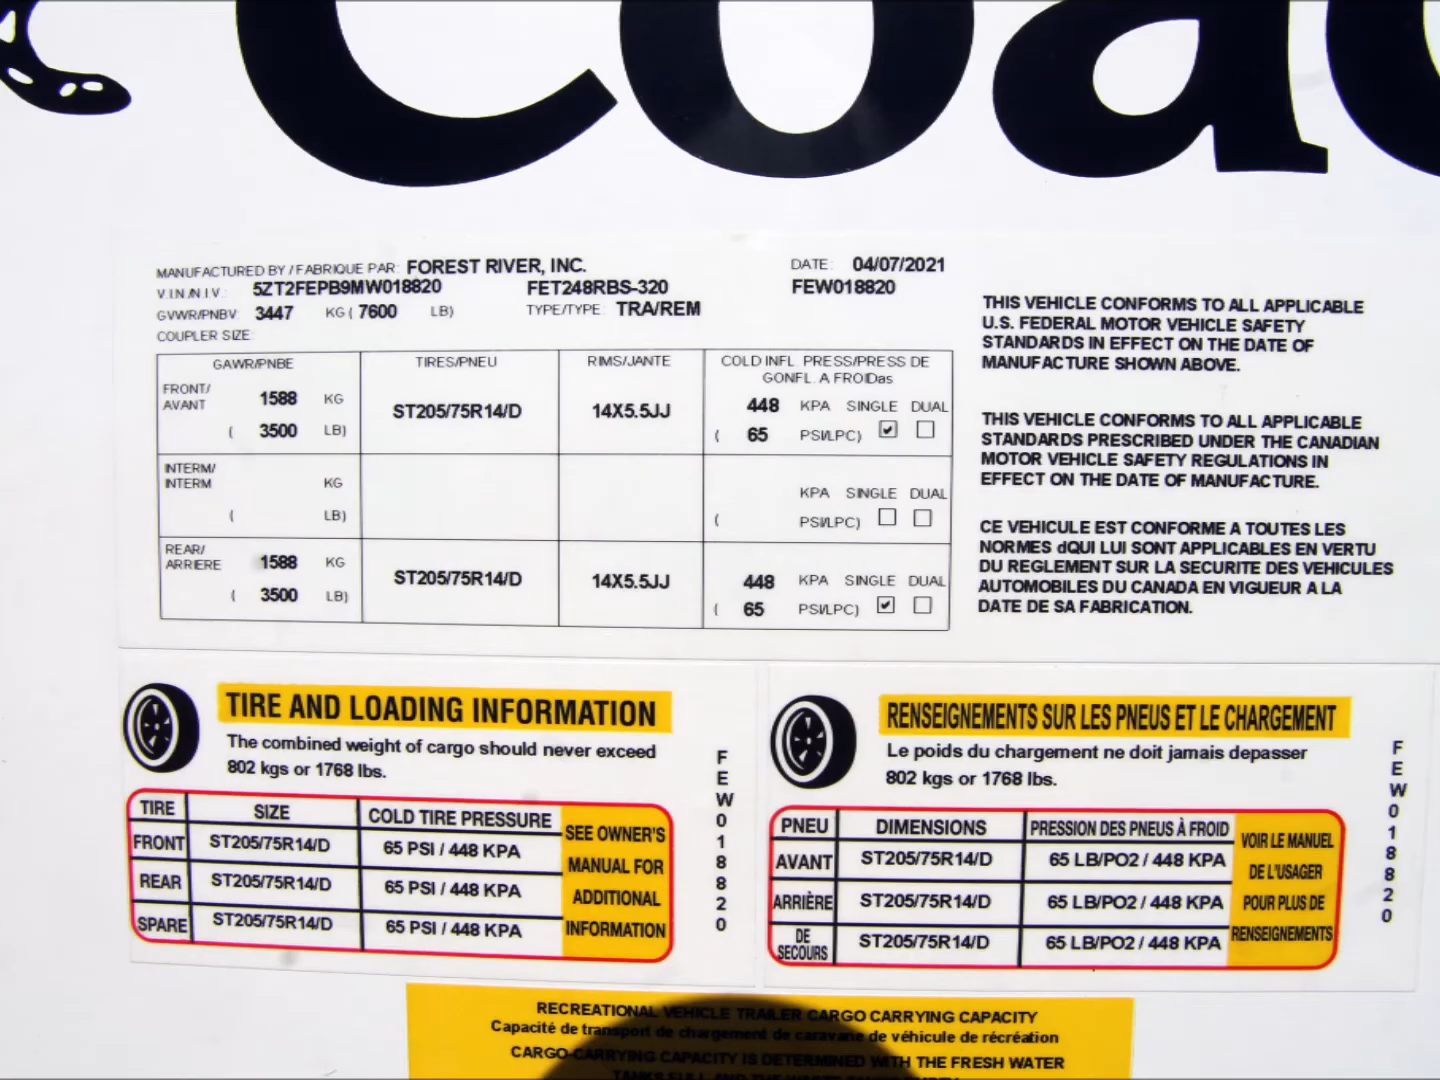 Coac
MANUFACTURED BY / FABRIQUE PAR: FOREST RIVER, INC. DATE: 04/07/2021
V.I.N./N.I.V.: 5ZT2FEPB9MW018820 FET248RBS-320 FEW018820
GVWR/PNBV: 3447 KG ( 7600 LB) TYPE/TYPE: TRA/REM
COUPLER SIZE:
GAWR/PNBE TIRES/PNEU RIMS/JANTE COLD INFL. PRESS/PRESS DE
GONFL. A FROIDas
FRONT/ AVANT 1588 KG ST205/75R14/D 14X5.5JJ 448 KPA SINGLE DUAL
( 3500 LB) ( 65 PSI/LPC) ☑ ☐
INTERM/ INTERM KG KPA SINGLE DUAL
( LB) ( PSI/LPC) ☐ ☐
REAR/ ARRIERE 1588 KG ST205/75R14/D 14X5.5JJ 448 KPA SINGLE DUAL
( 3500 LB) ( 65 PSI/LPC) ☑ ☐
THIS VEHICLE CONFORMS TO ALL APPLICABLE
U.S. FEDERAL MOTOR VEHICLE SAFETY
STANDARDS IN EFFECT ON THE DATE OF
MANUFACTURE SHOWN ABOVE.
THIS VEHICLE CONFORMS TO ALL APPLICABLE
STANDARDS PRESCRIBED UNDER THE CANADIAN
MOTOR VEHICLE SAFETY REGULATIONS IN
EFFECT ON THE DATE OF MANUFACTURE.
CE VEHICULE EST CONFORME A TOUTES LES
NORMES dQUI LUI SONT APPLICABLES EN VERTU
DU REGLEMENT SUR LA SECURITE DES VEHICULES
AUTOMOBILES DU CANADA EN VIGUEUR A LA
DATE DE SA FABRICATION.
TIRE AND LOADING INFORMATION
The combined weight of cargo should never exceed
802 kgs or 1768 lbs.
TIRE SIZE COLD TIRE PRESSURE
FRONT ST205/75R14/D 65 PSI / 448 KPA
REAR ST205/75R14/D 65 PSI / 448 KPA
SPARE ST205/75R14/D 65 PSI / 448 KPA
SEE OWNER'S
MANUAL FOR
ADDITIONAL
INFORMATION
FEW018820
RENSEIGNEMENTS SUR LES PNEUS ET LE CHARGEMENT
Le poids du chargement ne doit jamais depasser
802 kgs or 1768 lbs.
PNEU DIMENSIONS PRESSION DES PNEUS À FROID
AVANT ST205/75R14/D 65 LB/PO2 / 448 KPA
ARRIÈRE ST205/75R14/D 65 LB/PO2 / 448 KPA
DE SECOURS ST205/75R14/D 65 LB/PO2 / 448 KPA
VOIR LE MANUEL
DE L'USAGER
POUR PLUS DE
RENSEIGNEMENTS
FEW018820
RECREATIONAL VEHICLE TRAILER CARGO CARRYING CAPACITY
Capacité de transport de chargement de caravane de véhicule de récréation
CARGO-CARRYING CAPACITY IS DETERMINED WITH THE FRESH WATER